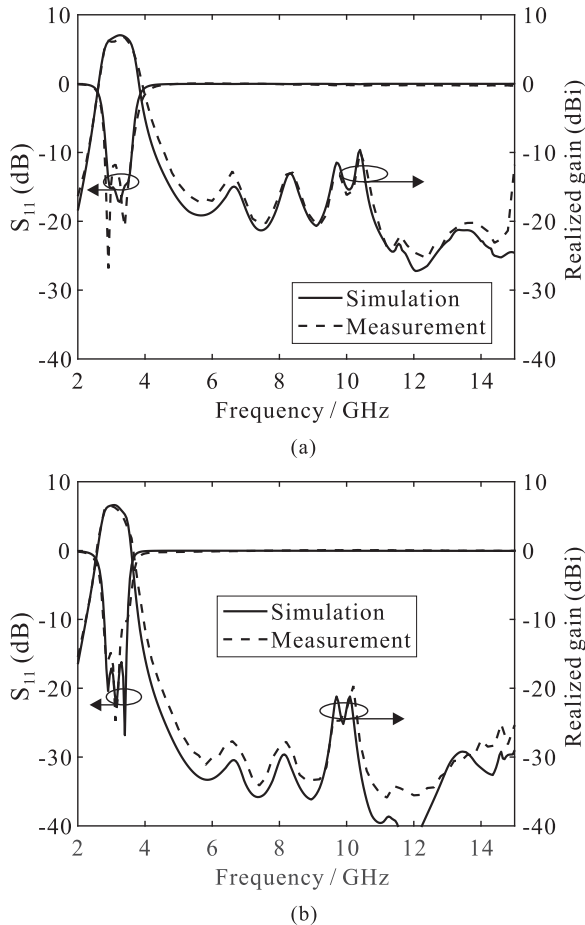 10
0
-10
-20
-30
-40
S11 (dB)
10
0
-10
-20
-30
-40
Realized gain (dBi)
Simulation
Measurement
2 4 6 8 10 12 14
Frequency / GHz
(a)
10
0
-10
-20
-30
-40
S11 (dB)
10
0
-10
-20
-30
-40
Realized gain (dBi)
Simulation
Measurement
2 4 6 8 10 12 14
Frequency / GHz
(b)